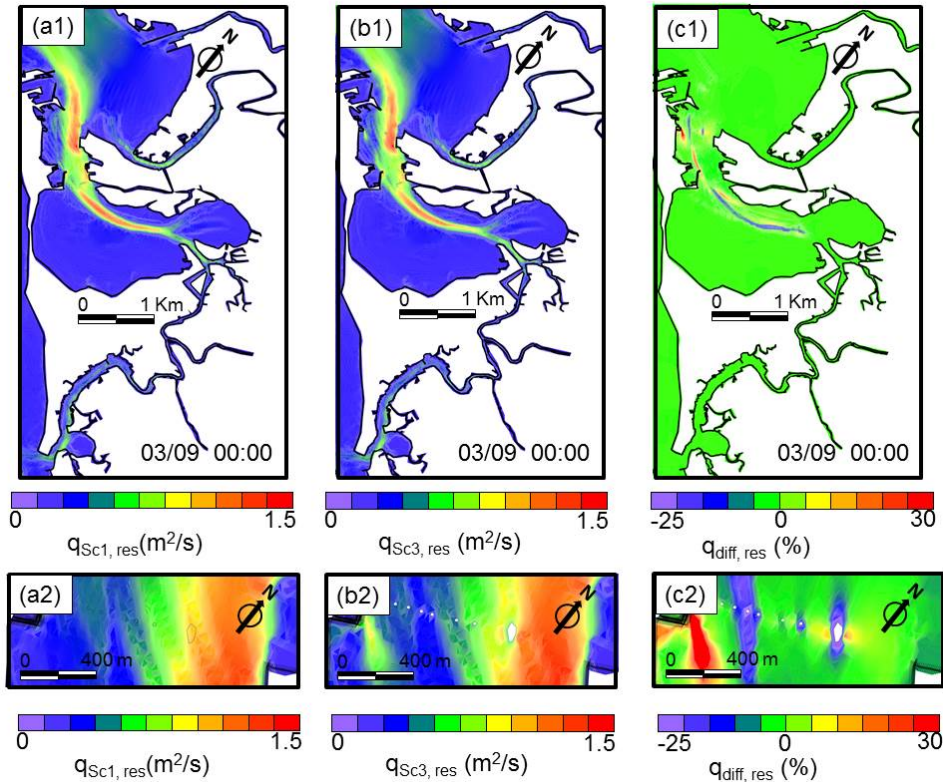 (a1)
N
0
1 Km
03/09 00:00
0
1.5
qSc1, res(m²/s)
(b1)
N
0
1 Km
03/09 00:00
0
1.5
qSc3, res (m²/s)
(c1)
N
0
1 Km
03/09 00:00
-25
0
30
qdiff, res (%)
(a2)
N
0
400 m
0
1.5
qSc1, res(m²/s)
(b2)
N
0
400 m
0
1.5
qSc3, res (m²/s)
(c2)
N
0
400 m
-25
0
30
qdiff, res (%)